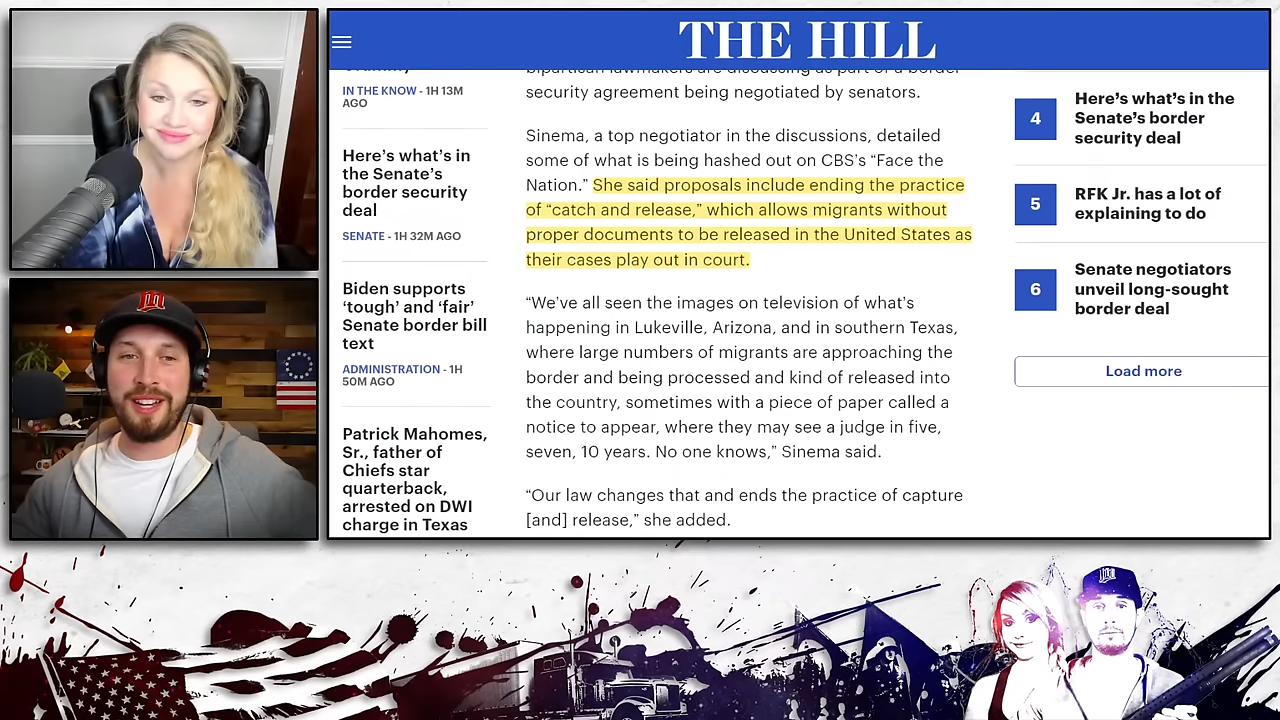 THE HILL
IN THE KNOW - 1H 13M
AGO
Here’s what’s in
the Senate’s
border security
deal
SENATE - 1H 32M AGO
Biden supports
‘tough’ and ‘fair’
Senate border bill
text
ADMINISTRATION - 1H
50M AGO
Patrick Mahomes,
Sr., father of
Chiefs star
quarterback,
arrested on DWI
charge in Texas
bipartisan lawmakers are discussing as part of a border
security agreement being negotiated by senators.
Sinema, a top negotiator in the discussions, detailed
some of what is being hashed out on CBS’s “Face the
Nation.” She said proposals include ending the practice
of “catch and release,” which allows migrants without
proper documents to be released in the United States as
their cases play out in court.
“We’ve all seen the images on television of what’s
happening in Lukeville, Arizona, and in southern Texas,
where large numbers of migrants are approaching the
border and being processed and kind of released into
the country, sometimes with a piece of paper called a
notice to appear, where they may see a judge in five,
seven, 10 years. No one knows,” Sinema said.
“Our law changes that and ends the practice of capture
[and] release,” she added.
4
Here’s what’s in the
Senate’s border
security deal
5
RFK Jr. has a lot of
explaining to do
6
Senate negotiators
unveil long-sought
border deal
Load more